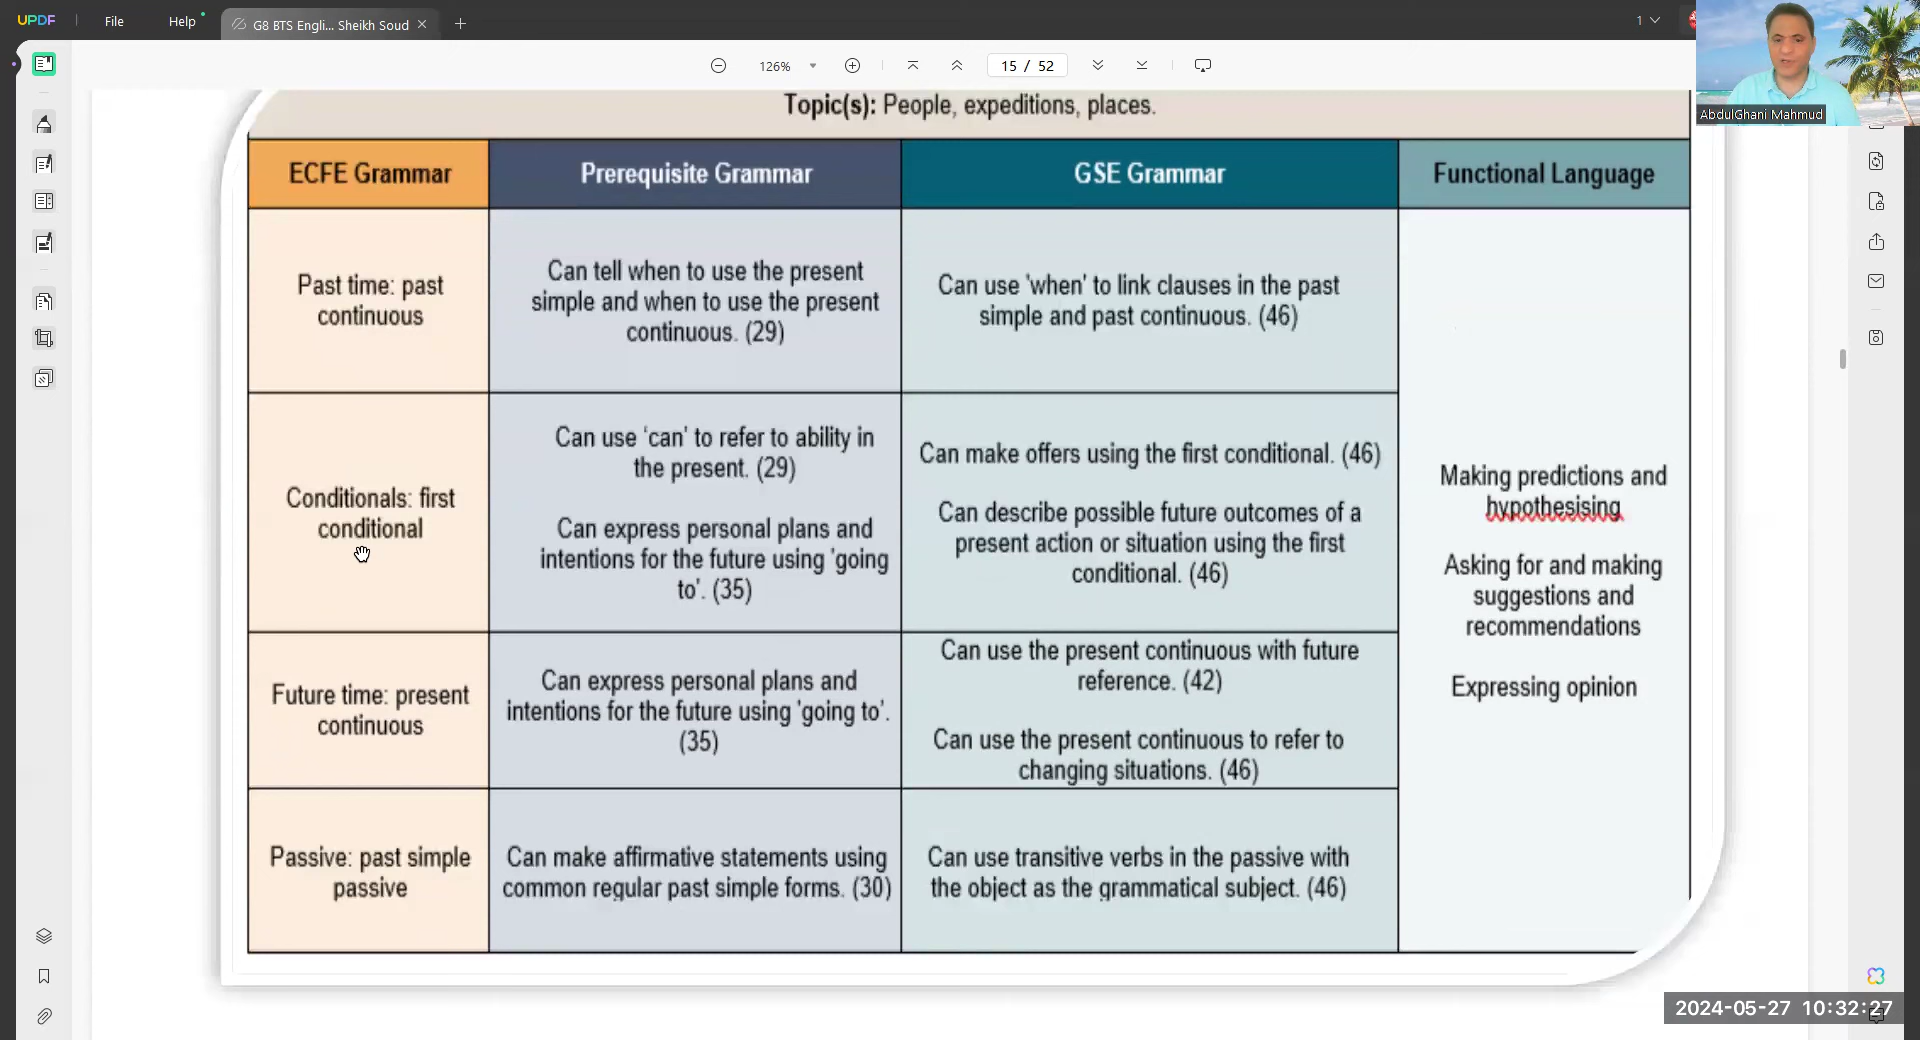 UPDF
File
Help
G8 BTS Engli... Sheikh Soud
1
126%
15 / 52
AbdulGhani Mahmud
Topic(s): People, expeditions, places.
ECFE Grammar
Prerequisite Grammar
GSE Grammar
Functional Language
Past time: past
continuous
Can tell when to use the present
simple and when to use the present
continuous. (29)
Can use 'when' to link clauses in the past
simple and past continuous. (46)
Conditionals: first
conditional
Can use ‘can’ to refer to ability in
the present. (29)
Can express personal plans and
intentions for the future using 'going
to'. (35)
Can make offers using the first conditional. (46)
Can describe possible future outcomes of a
present action or situation using the first
conditional. (46)
Making predictions and
hypothesising
Asking for and making
suggestions and
recommendations
Expressing opinion
Future time: present
continuous
Can express personal plans and
intentions for the future using 'going to'.
(35)
Can use the present continuous with future
reference. (42)
Can use the present continuous to refer to
changing situations. (46)
Passive: past simple
passive
Can make affirmative statements using
common regular past simple forms. (30)
Can use transitive verbs in the passive with
the object as the grammatical subject. (46)
2024-05-27 10:32:27